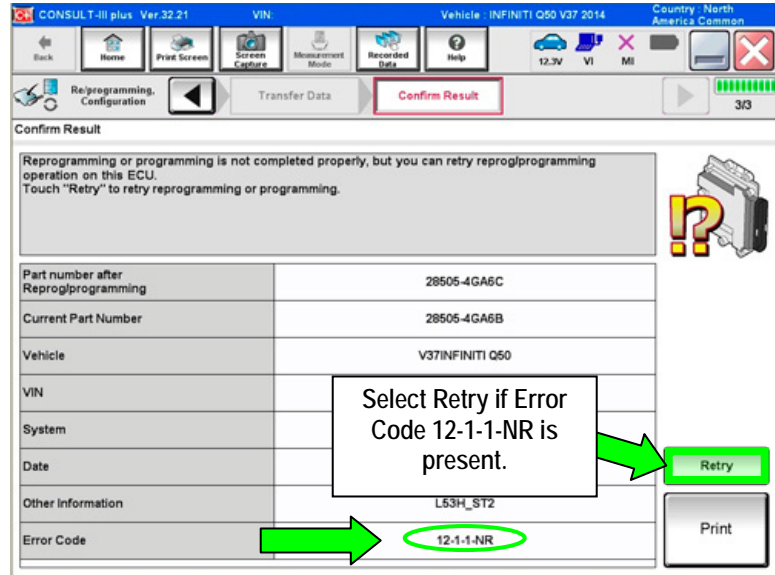 CONSULT-III plus Ver.32.21 VIN: Vehicle : INFINITI Q50 V37 2014 Country : North America Common
Back Home Print Screen Screen Capture Measurement Mode Recorded Data Help 12.3V VI MI
Re/programming, Configuration Transfer Data Confirm Result 3/3
Confirm Result
Reprogramming or programming is not completed properly, but you can retry reprog/programming
operation on this ECU.
Touch "Retry" to retry reprogramming or programming.
!?
Part number after
Reprog/programming 28505-4GA6C
Current Part Number 28505-4GA6B
Vehicle V37INFINITI Q50
VIN
System
Date
Select Retry if Error
Code 12-1-1-NR is
present.
Retry
Other Information L53H_ST2
Error Code 12-1-1-NR
Print